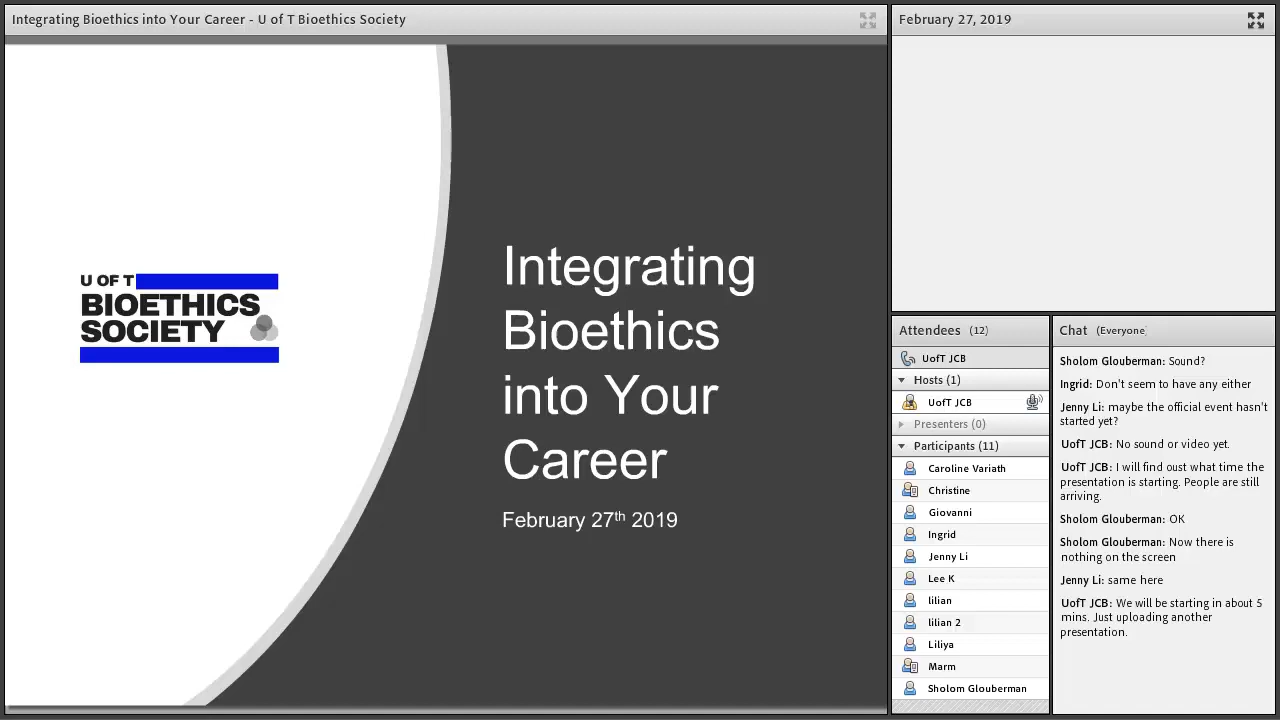 Integrating Bioethics into Your Career - U of T Bioethics Society
U OF T
BIOETHICS
SOCIETY
Integrating
Bioethics
into Your
Career
February 27th 2019
February 27, 2019
Attendees (12)
UofT JCB
Hosts (1)
UofT JCB
Presenters (0)
Participants (11)
Caroline Variath
Christine
Giovanni
Ingrid
Jenny Li
Lee K
lilian
lilian 2
Liliya
Marm
Sholom Glouberman
Chat (Everyone)
Sholom Glouberman: Sound?
Ingrid: Don't seem to have any either
Jenny Li: maybe the official event hasn't
started yet?
UofT JCB: No sound or video yet.
UofT JCB: I will find oust what time the
presentation is starting. People are still
arriving.
Sholom Glouberman: OK
Sholom Glouberman: Now there is
nothing on the screen
Jenny Li: same here
UofT JCB: We will be starting in about 5
mins. Just uploading another
presentation.